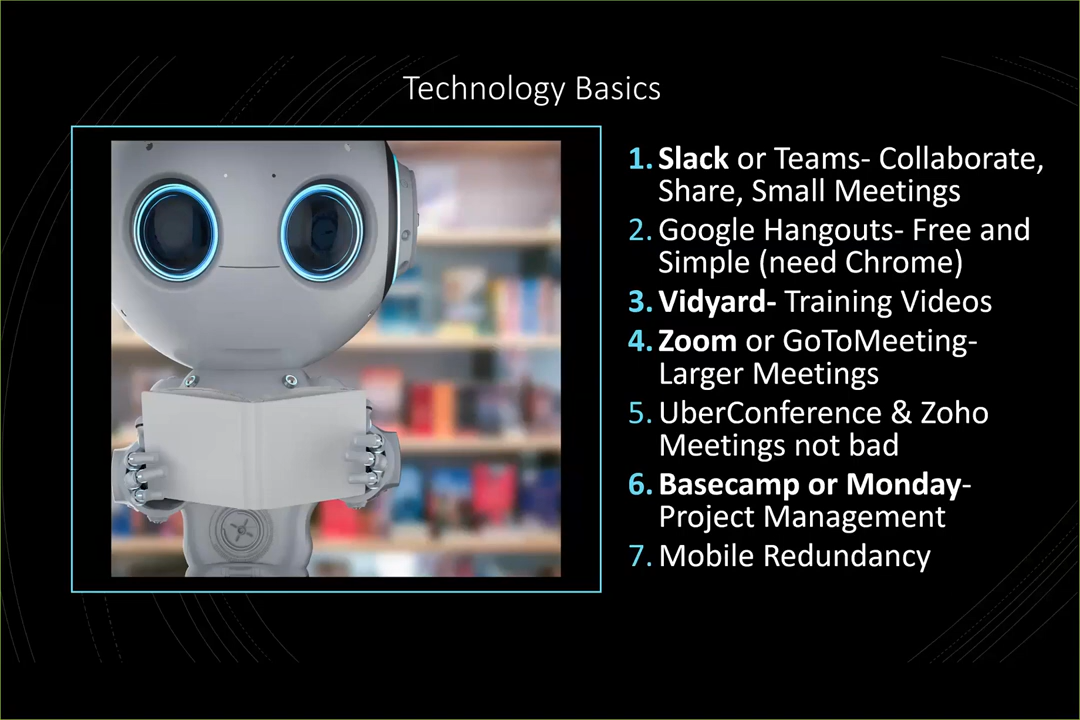 Technology Basics
1. Slack or Teams- Collaborate,
Share, Small Meetings
2. Google Hangouts- Free and
Simple (need Chrome)
3. Vidyard- Training Videos
4. Zoom or GoToMeeting-
Larger Meetings
5. UberConference & Zoho
Meetings not bad
6. Basecamp or Monday-
Project Management
7. Mobile Redundancy